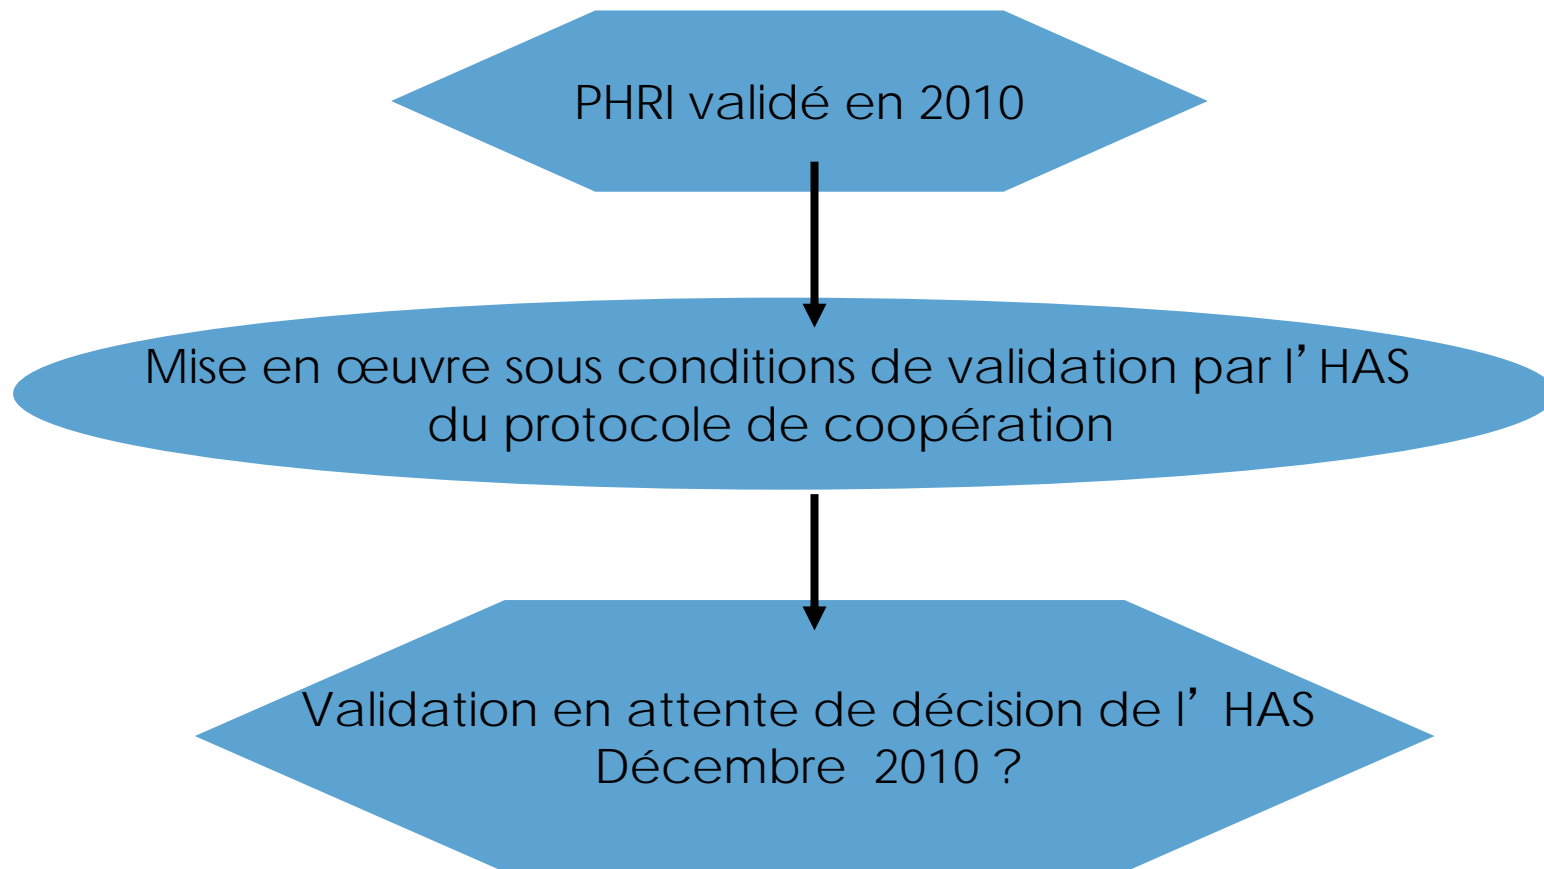 PHRI validé en 2010
Mise en œuvre sous conditions de validation par l’HAS
du protocole de coopération
Validation en attente de décision de l’ HAS
Décembre  2010 ?